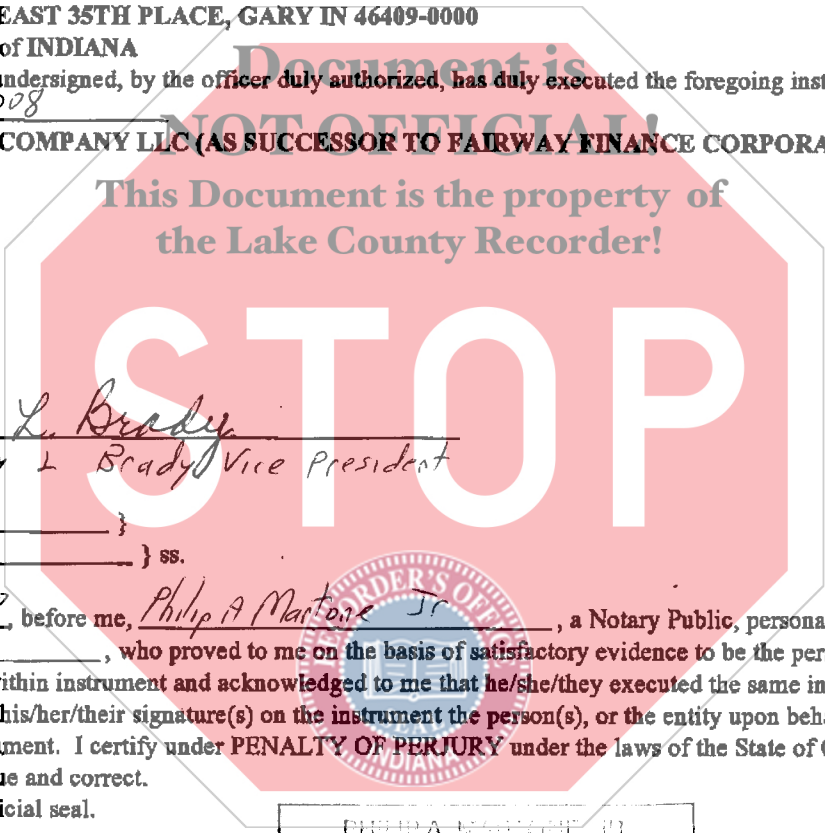 EAST 35TH PLACE, GARY IN 46409-0000
of INDIANA
Document is
undersigned, by the officer duly authorized, has duly executed the foregoing inst
008
NOT OFFICIAL!
COMPANY LLC (AS SUCCESSOR TO FAIRWAY FINANCE CORPORA
This Document is the property of
the Lake County Recorder!
STOP
L. Brady
L Brady Vice President
}
} ss.
RECORDER'S OFFICE
, before me, Philip A Martone Jr , a Notary Public, persona
, who proved to me on the basis of satisfactory evidence to be the per
ithin instrument and acknowledged to me that he/she/they executed the same in
his/her/their signature(s) on the instrument the person(s), or the entity upon beha
SEAL
ument. I certify under PENALTY OF PERJURY under the laws of the State of C
INDIANA
ue and correct.
icial seal.
PHILIP A MARTONE JR